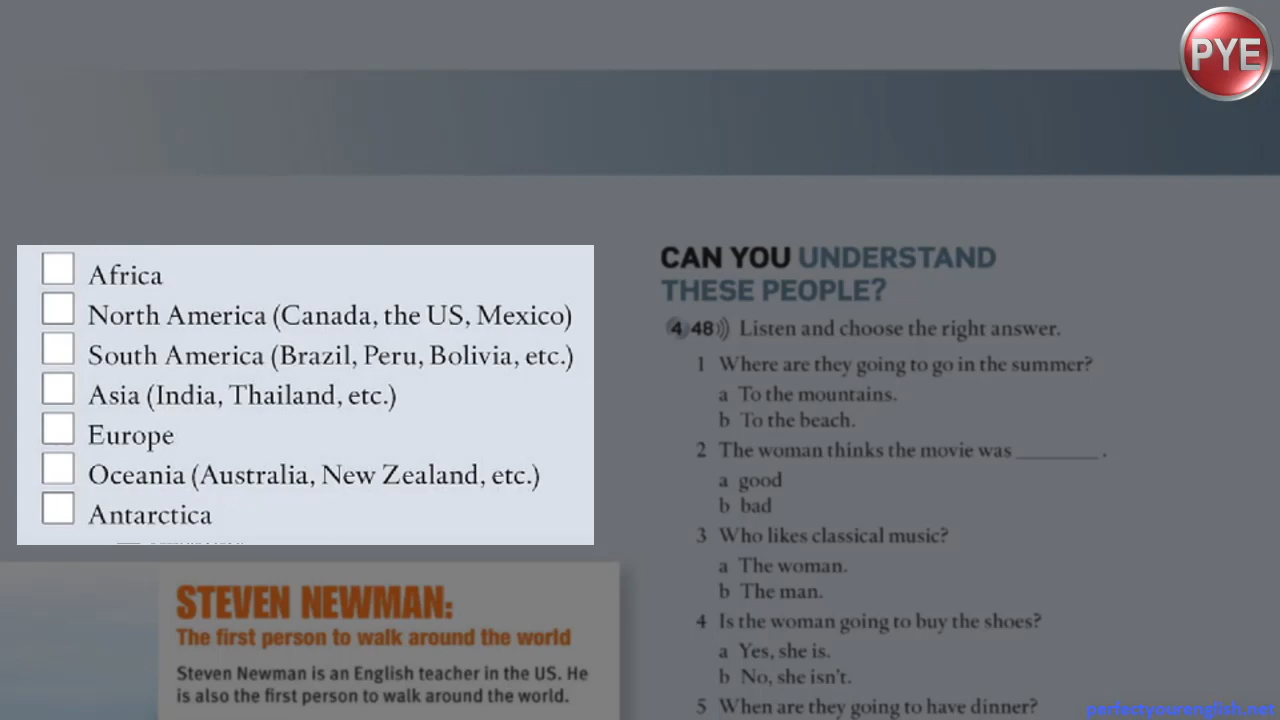 PYE
Africa
North America (Canada, the US, Mexico)
South America (Brazil, Peru, Bolivia, etc.)
Asia (India, Thailand, etc.)
Europe
Oceania (Australia, New Zealand, etc.)
Antarctica
STEVEN NEWMAN:
The first person to walk around the world
Steven Newman is an English teacher in the US. He
is also the first person to walk around the world.
CAN YOU UNDERSTAND
THESE PEOPLE?
4 48 Listen and choose the right answer.
1 Where are they going to go in the summer?
a To the mountains.
b To the beach.
2 The woman thinks the movie was ________ .
a good
b bad
3 Who likes classical music?
a The woman.
b The man.
4 Is the woman going to buy the shoes?
a Yes, she is.
b No, she isn't.
5 When are they going to have dinner?
perfectyourenglish.net